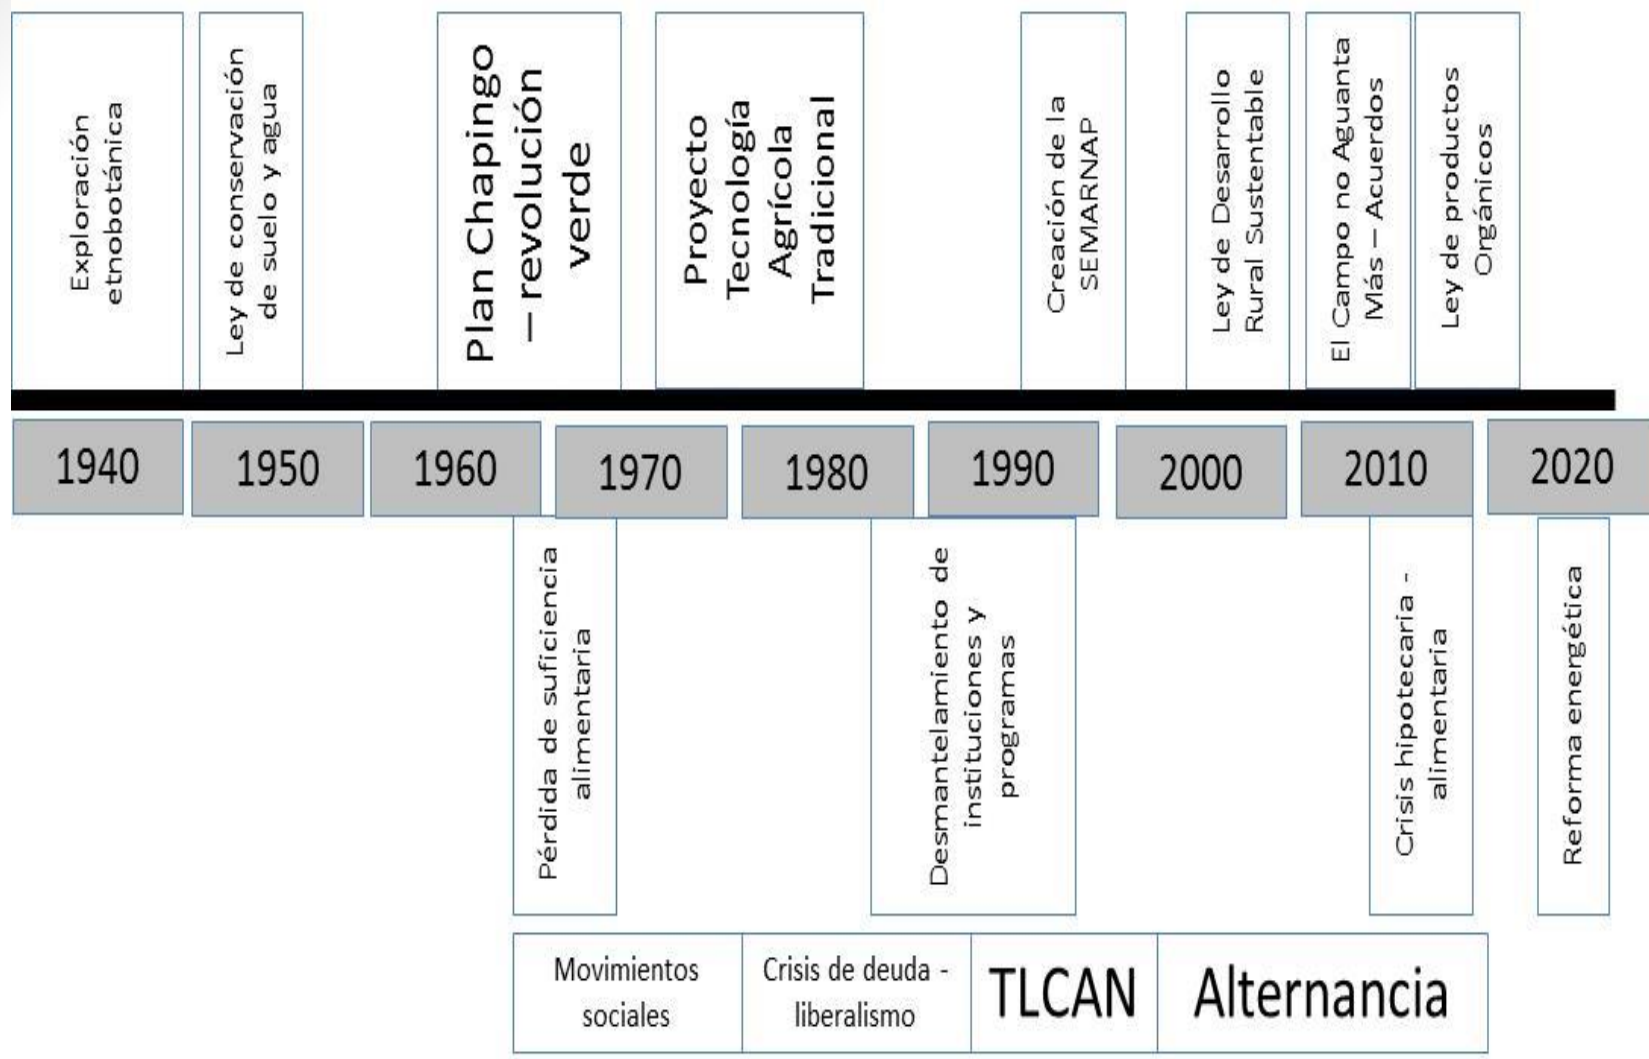 Exploración
etnobotánica
Ley de conservación
de suelo y agua
Plan Chapingo
– revolución
verde
Proyecto
Tecnología
Agrícola
Tradicional
Creación de la
SEMARNAP
Ley de Desarrollo
Rural Sustentable
El Campo no Aguanta
Más – Acuerdos
Ley de productos
Orgánicos
1940
1950
1960
1970
1980
1990
2000
2010
2020
Pérdida de suficiencia
alimentaria
Desmantelamiento de
instituciones y
programas
Crisis hipotecaria -
alimentaria
Reforma energética
Movimientos
sociales
Crisis de deuda -
liberalismo
TLCAN
Alternancia